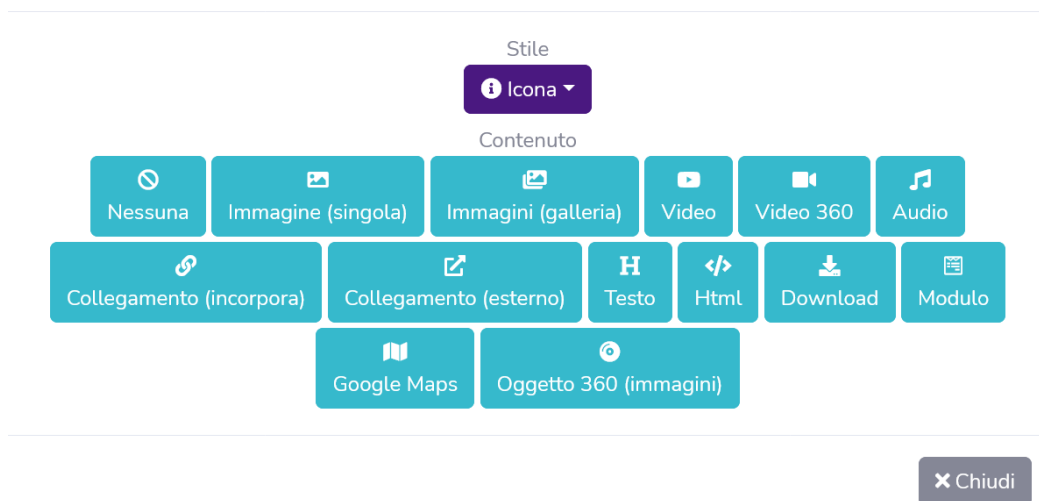 Stile
Icona
Contenuto
Nessuna Immagine (singola) Immagini (galleria) Video Video 360 Audio
Collegamento (incorpora) Collegamento (esterno) Testo Html Download Modulo
Google Maps Oggetto 360 (immagini)
Chiudi